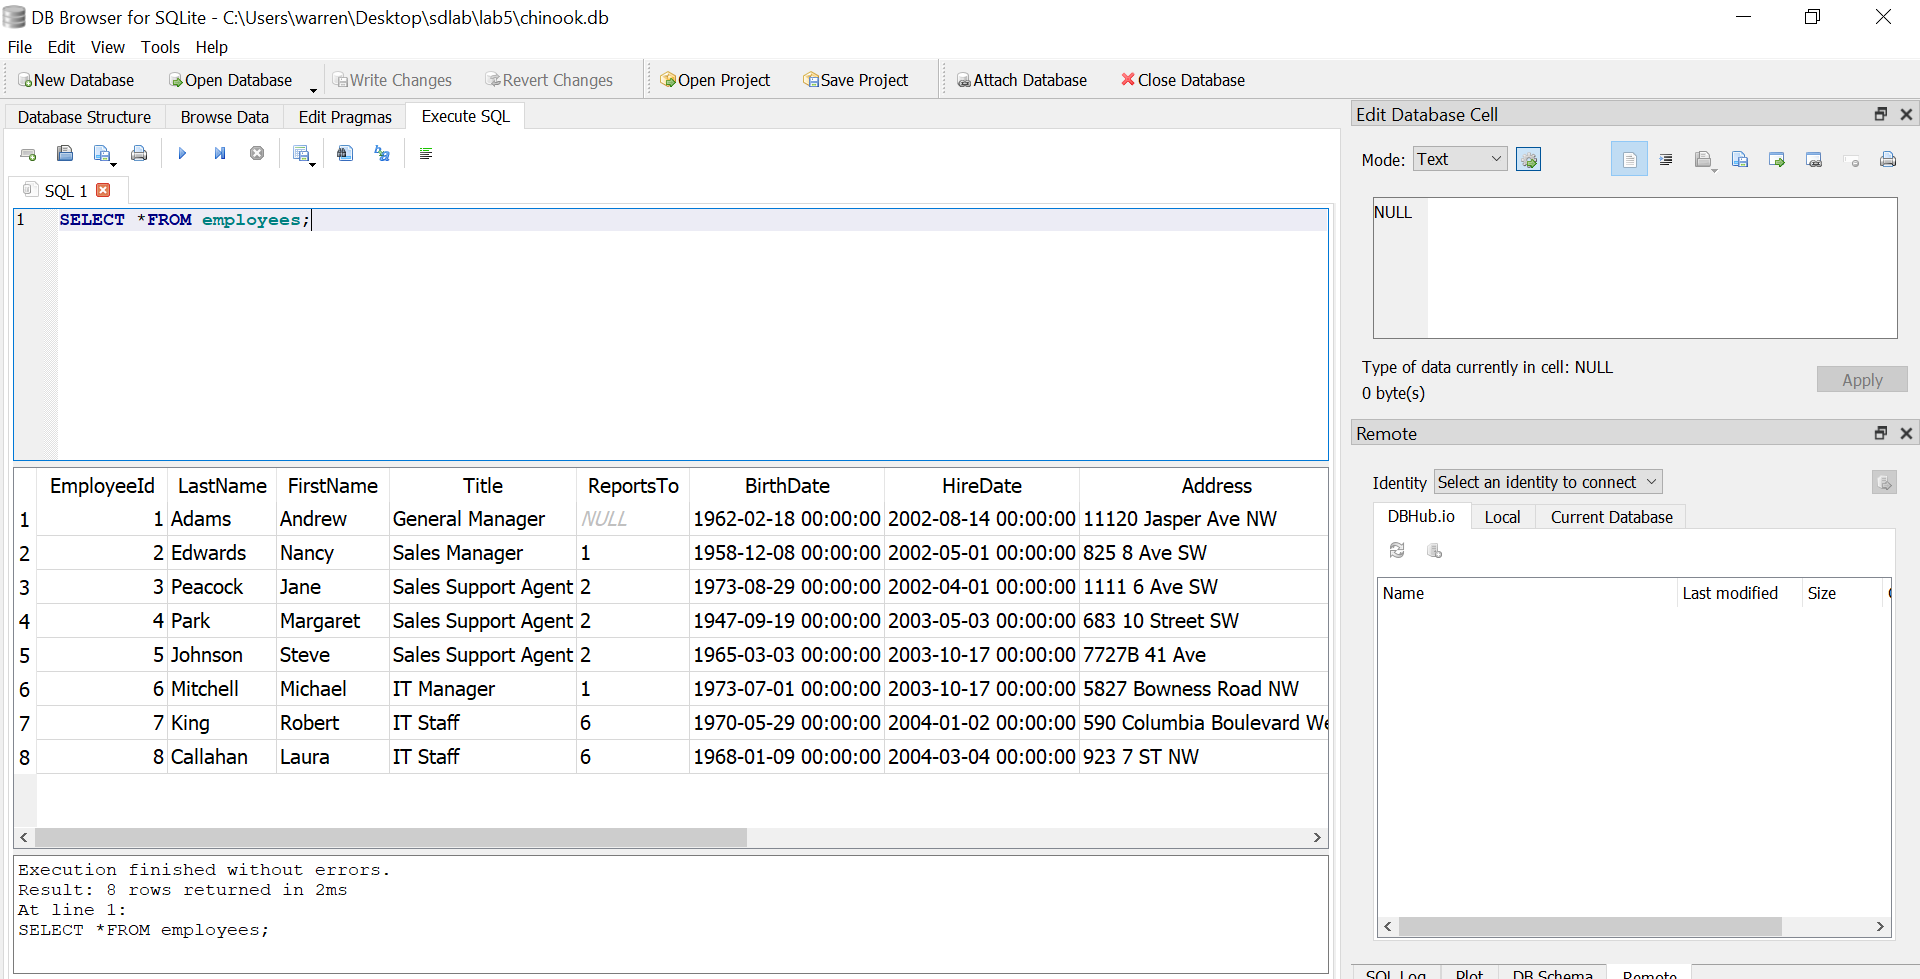 DB Browser for SQLite - C:\Users\warren\Desktop\sdlab\lab5\chinook.db
File Edit View Tools Help
New Database Open Database Write Changes Revert Changes Open Project Save Project Attach Database Close Database
Database Structure Browse Data Edit Pragmas Execute SQL
SQL 1
1 SELECT *FROM employees;
EmployeeId LastName FirstName Title ReportsTo BirthDate HireDate Address
1 1 Adams Andrew General Manager NULL 1962-02-18 00:00:00 2002-08-14 00:00:00 11120 Jasper Ave NW
2 2 Edwards Nancy Sales Manager 1 1958-12-08 00:00:00 2002-05-01 00:00:00 825 8 Ave SW
3 3 Peacock Jane Sales Support Agent 2 1973-08-29 00:00:00 2002-04-01 00:00:00 1111 6 Ave SW
4 4 Park Margaret Sales Support Agent 2 1947-09-19 00:00:00 2003-05-03 00:00:00 683 10 Street SW
5 5 Johnson Steve Sales Support Agent 2 1965-03-03 00:00:00 2003-10-17 00:00:00 7727B 41 Ave
6 6 Mitchell Michael IT Manager 1 1973-07-01 00:00:00 2003-10-17 00:00:00 5827 Bowness Road NW
7 7 King Robert IT Staff 6 1970-05-29 00:00:00 2004-01-02 00:00:00 590 Columbia Boulevard We
8 8 Callahan Laura IT Staff 6 1968-01-09 00:00:00 2004-03-04 00:00:00 923 7 ST NW
Execution finished without errors.
Result: 8 rows returned in 2ms
At line 1:
SELECT *FROM employees;
Edit Database Cell
Mode: Text
NULL
Type of data currently in cell: NULL
0 byte(s)
Apply
Remote
Identity Select an identity to connect
DBHub.io Local Current Database
Name Last modified Size
SQL Log Plot DB Schema Remote